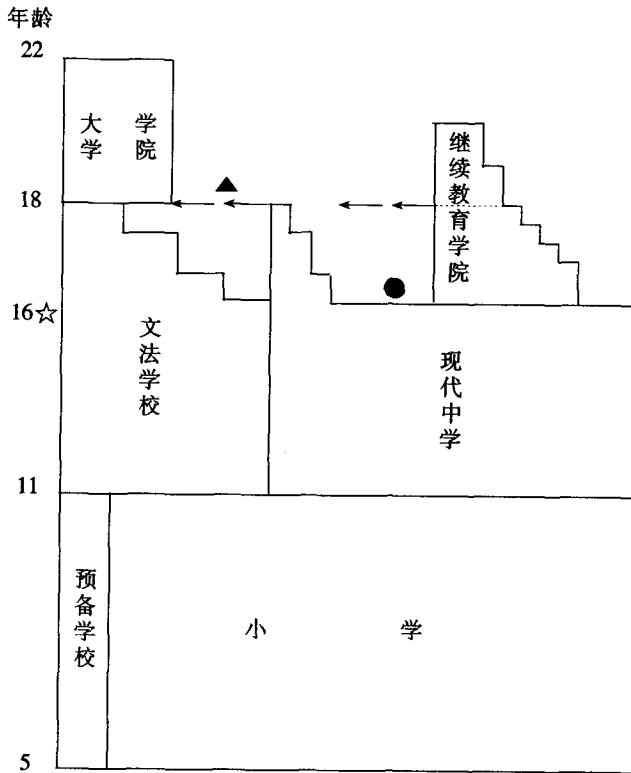 年龄
22
大学 学院
18
继续教育学院
16☆
文法学校
现代中学
11
预备学校
小学
5